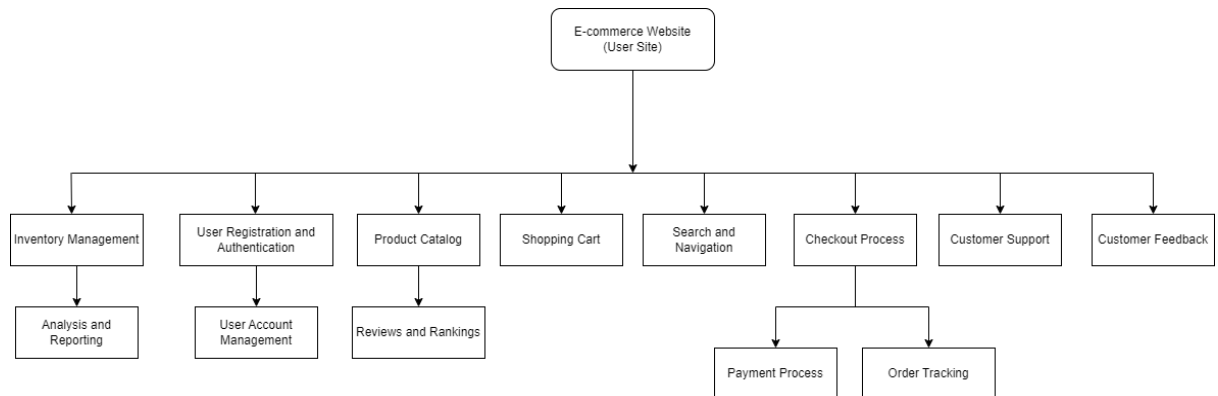 E-commerce Website
(User Site)
Inventory Management
User Registration and
Authentication
Product Catalog
Shopping Cart
Search and
Navigation
Checkout Process
Customer Support
Customer Feedback
Analysis and
Reporting
User Account
Management
Reviews and Rankings
Payment Process
Order Tracking